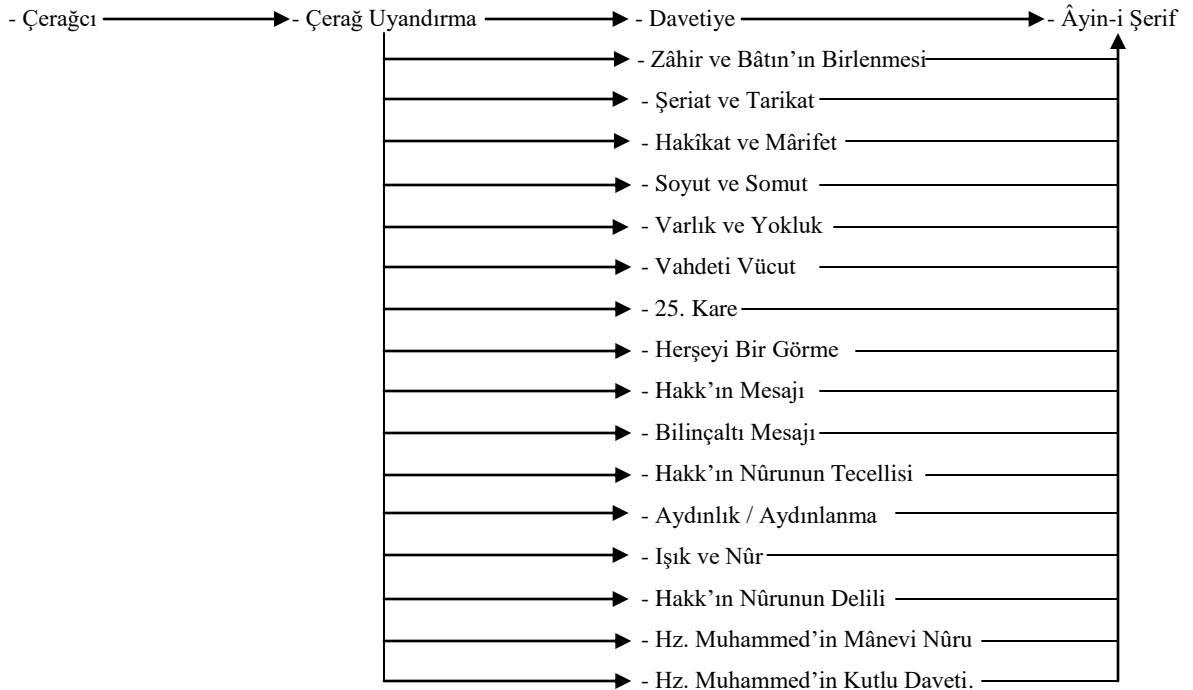 - Çerağcı - Çerağ Uyandırma - Davetiye - Âyin-i Şerif
- Zâhir ve Bâtın’ın Birlenmesi
- Şeriat ve Tarikat
- Hakîkat ve Mârifet
- Soyut ve Somut
- Varlık ve Yokluk
- Vahdeti Vücut
- 25. Kare
- Herşeyi Bir Görme
- Hakk’ın Mesajı
- Bilinçaltı Mesajı
- Hakk’ın Nûrunun Tecellisi
- Aydınlık / Aydınlanma
- Işık ve Nûr
- Hakk’ın Nûrunun Delili
- Hz. Muhammed’in Mânevi Nûru
- Hz. Muhammed’in Kutlu Daveti.